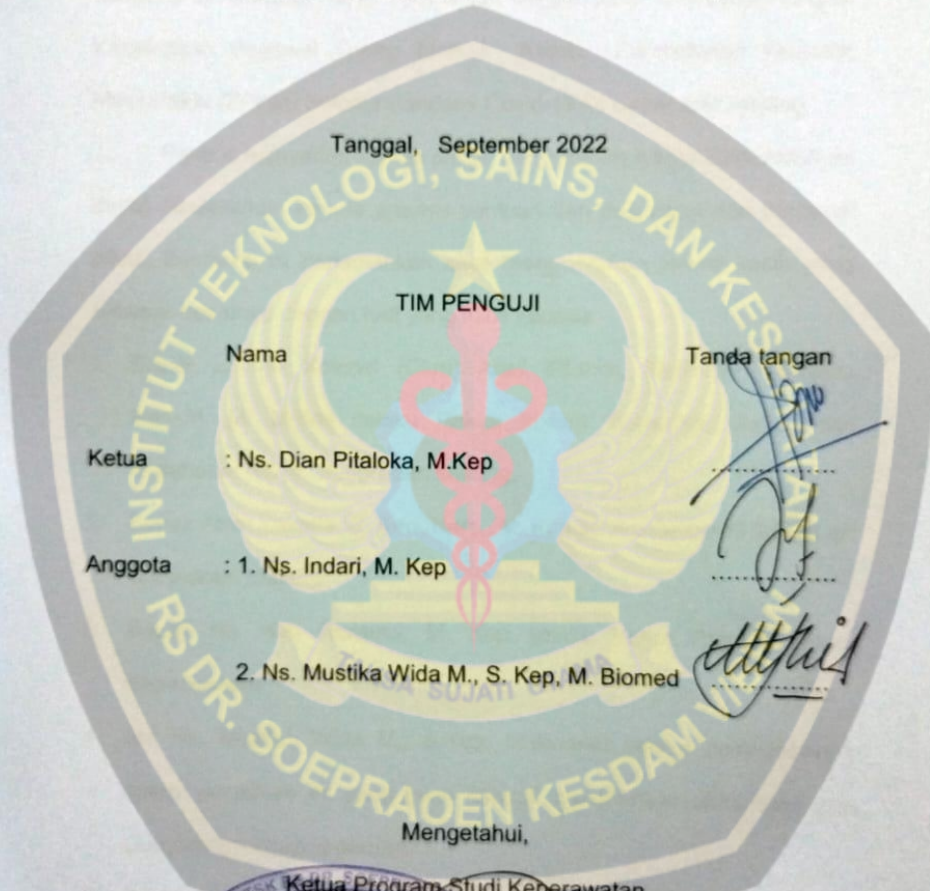 Tanggal,   September 2022
INSTITUT TEKNOLOGI, SAINS, DAN KESEHATAN
TIM PENGUJI
Nama Tanda tangan
Ketua : Ns. Dian Pitaloka, M.Kep ..............
Anggota : 1. Ns. Indari, M. Kep ..............
2. Ns. Mustika Wida M., S. Kep, M. Biomed ..............
SUJATI
RS DR. SOEPRAOEN KESDAM
Mengetahui,
Ketua Program Studi Keperawatan